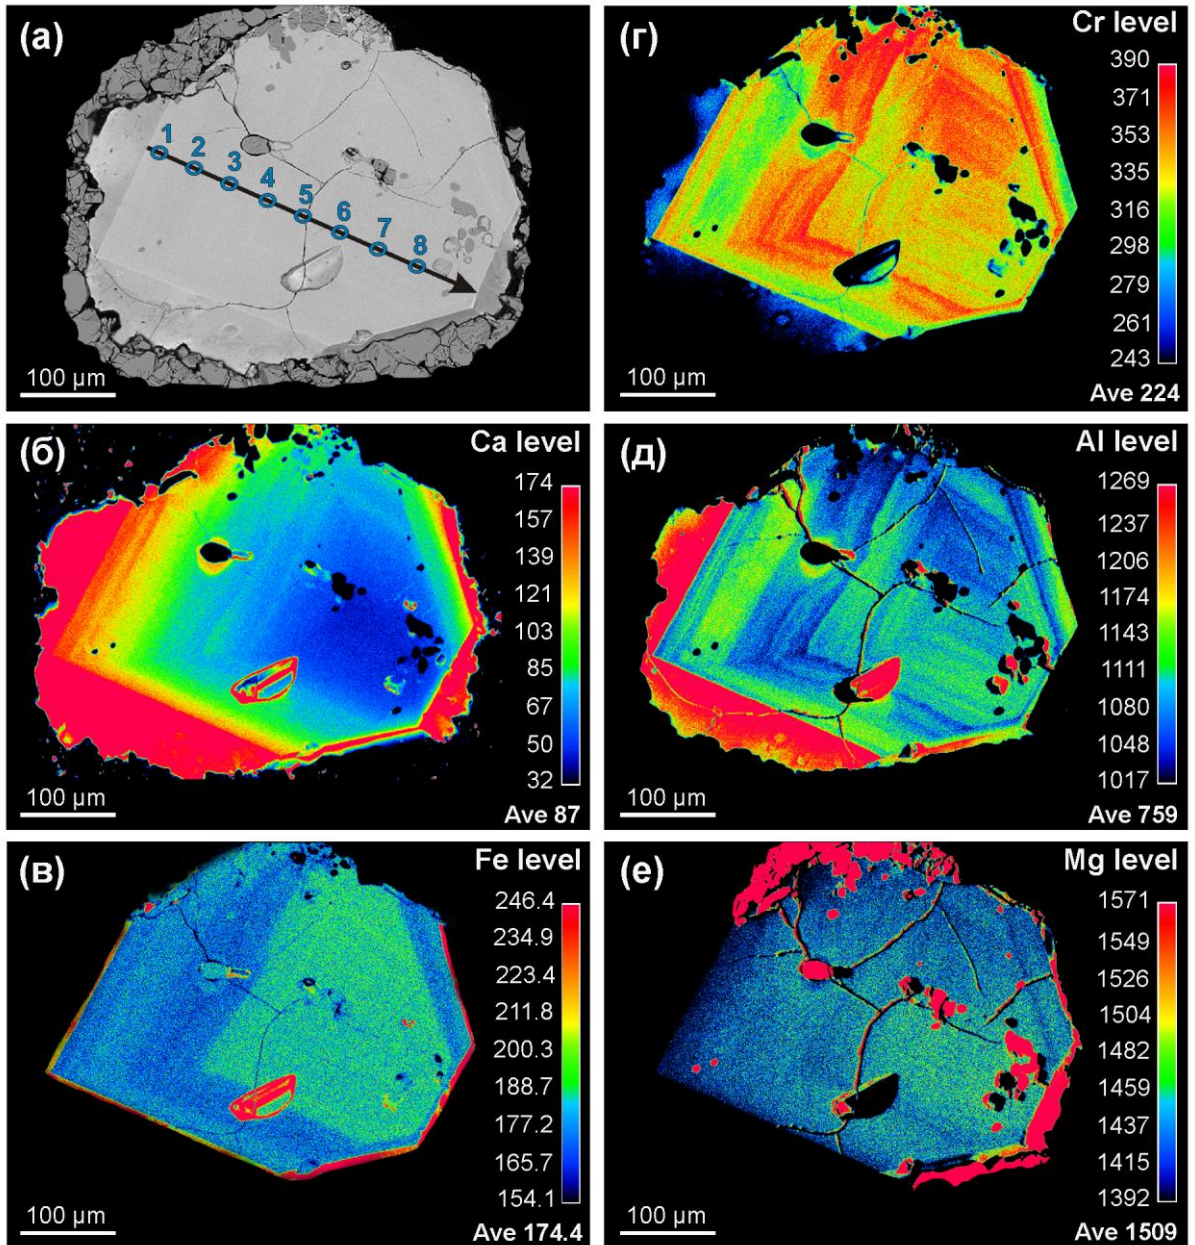 (а)
1
2
3
4
5
6
7
8
100 µm
(г)
Cr level
390
371
353
335
316
298
279
261
243
Ave 224
100 µm
(б)
Ca level
174
157
139
121
103
85
67
50
32
Ave 87
100 µm
(д)
Al level
1269
1237
1206
1174
1143
1111
1080
1048
1017
Ave 759
100 µm
(в)
Fe level
246.4
234.9
223.4
211.8
200.3
188.7
177.2
165.7
154.1
Ave 174.4
100 µm
(е)
Mg level
1571
1549
1526
1504
1482
1459
1437
1415
1392
Ave 1509
100 µm